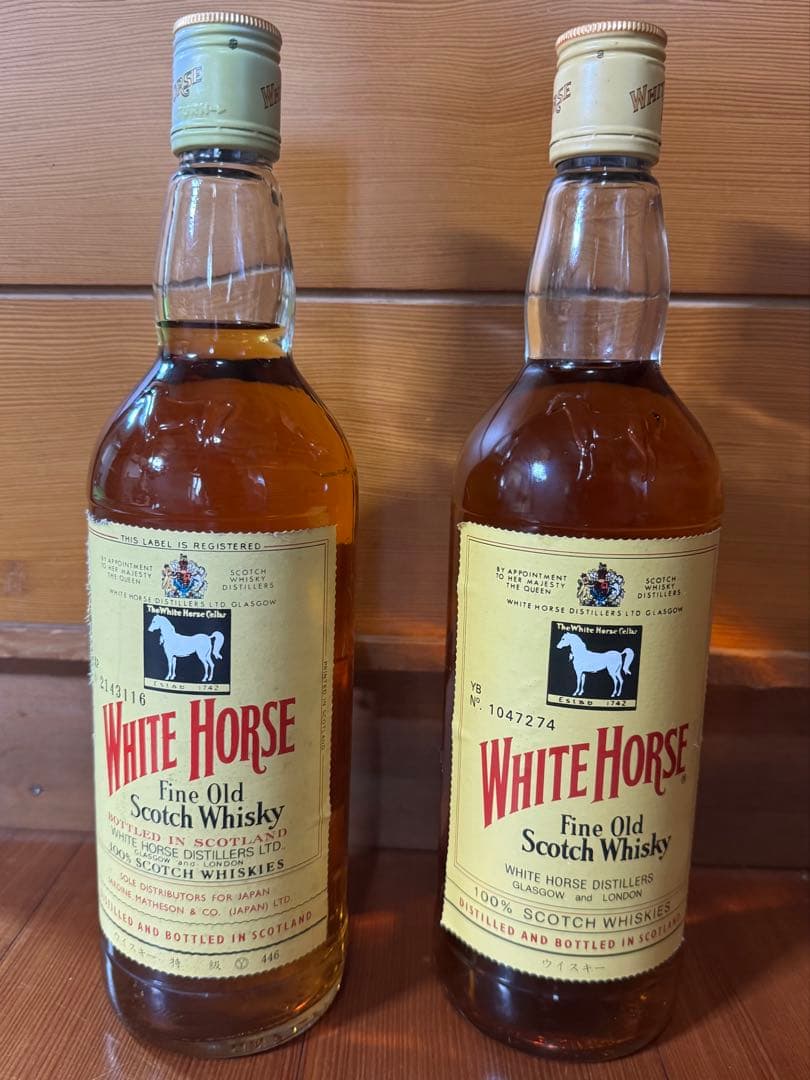 RSE
WHI
THIS LABEL IS REGISTERED
BY APPOINTMENT
TO HER MAJESTY
THE QUEEN
SCOTCH
WHISKY
DISTILLERS
WHITE HORSE DISTILLERS LTD GLASGOW
The White Horse Cellar
ESTAB 1742
2143116
WHITE HORSE
Fine Old
Scotch Whisky
BOTTLED IN SCOTLAND
WHITE HORSE DISTILLERS LTD.
GLASGOW and LONDON
100% SCOTCH WHISKIES
SOLE DISTRIBUTORS FOR JAPAN
JARDINE, MATHESON & CO. (JAPAN) LTD.
DISTILLED AND BOTTLED IN SCOTLAND
ウイスキー 特 級 Ⓨ 446
PRINTED IN SCOTLAND
RSE
WHI
BY APPOINTMENT
TO HER MAJESTY
THE QUEEN
SCOTCH
WHISKY
DISTILLERS
WHITE HORSE DISTILLERS LTD GLASGOW
The White Horse Cellar
ESTAB 1742
YB
No. 1047274
WHITE HORSE ®
Fine Old
Scotch Whisky
WHITE HORSE DISTILLERS
GLASGOW and LONDON
100% SCOTCH WHISKIES
DISTILLED AND BOTTLED IN SCOTLAND
ウイスキー